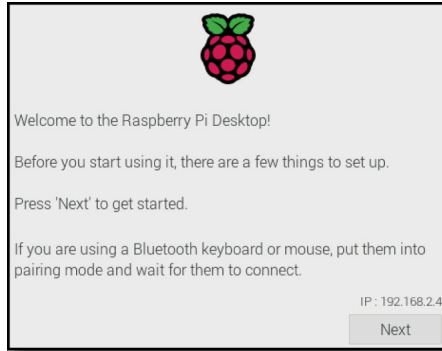 Welcome to the Raspberry Pi Desktop!
Before you start using it, there are a few things to set up.
Press 'Next' to get started.
If you are using a Bluetooth keyboard or mouse, put them into
pairing mode and wait for them to connect.
IP : 192.168.2.4
Next